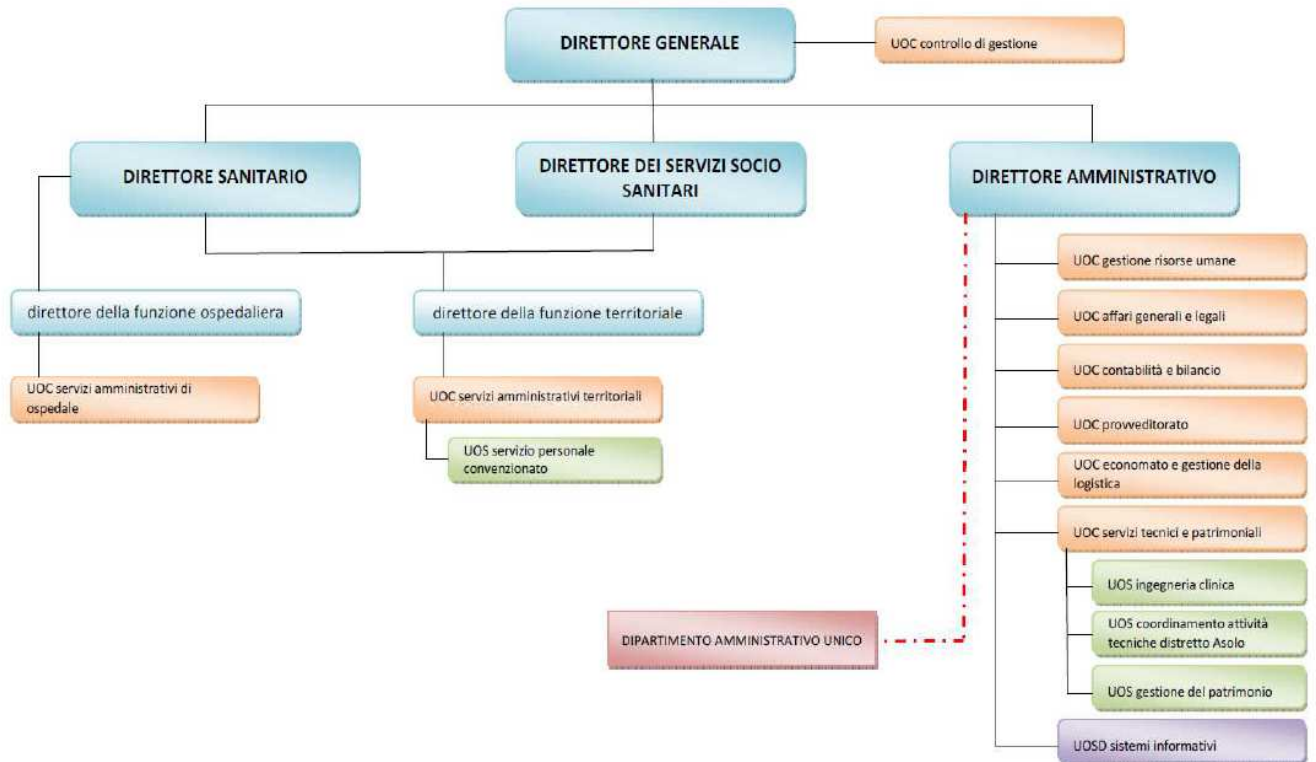 DIRETTORE GENERALE
UOC controllo di gestione
DIRETTORE SANITARIO
DIRETTORE DEI SERVIZI SOCIO
SANITARI
DIRETTORE AMMINISTRATIVO
direttore della funzione ospedaliera
UOC servizi amministrativi di
ospedale
direttore della funzione territoriale
UOC servizi amministrativi territoriali
UOS servizio personale
convenzionato
UOC gestione risorse umane
UOC affari generali e legali
UOC contabilità e bilancio
UOC provveditorato
UOC economato e gestione della
logistica
UOC servizi tecnici e patrimoniali
UOS ingegneria clinica
UOS coordinamento attività
tecniche distretto Asolo
UOS gestione del patrimonio
UOSD sistemi informativi
DIPARTIMENTO AMMINISTRATIVO UNICO